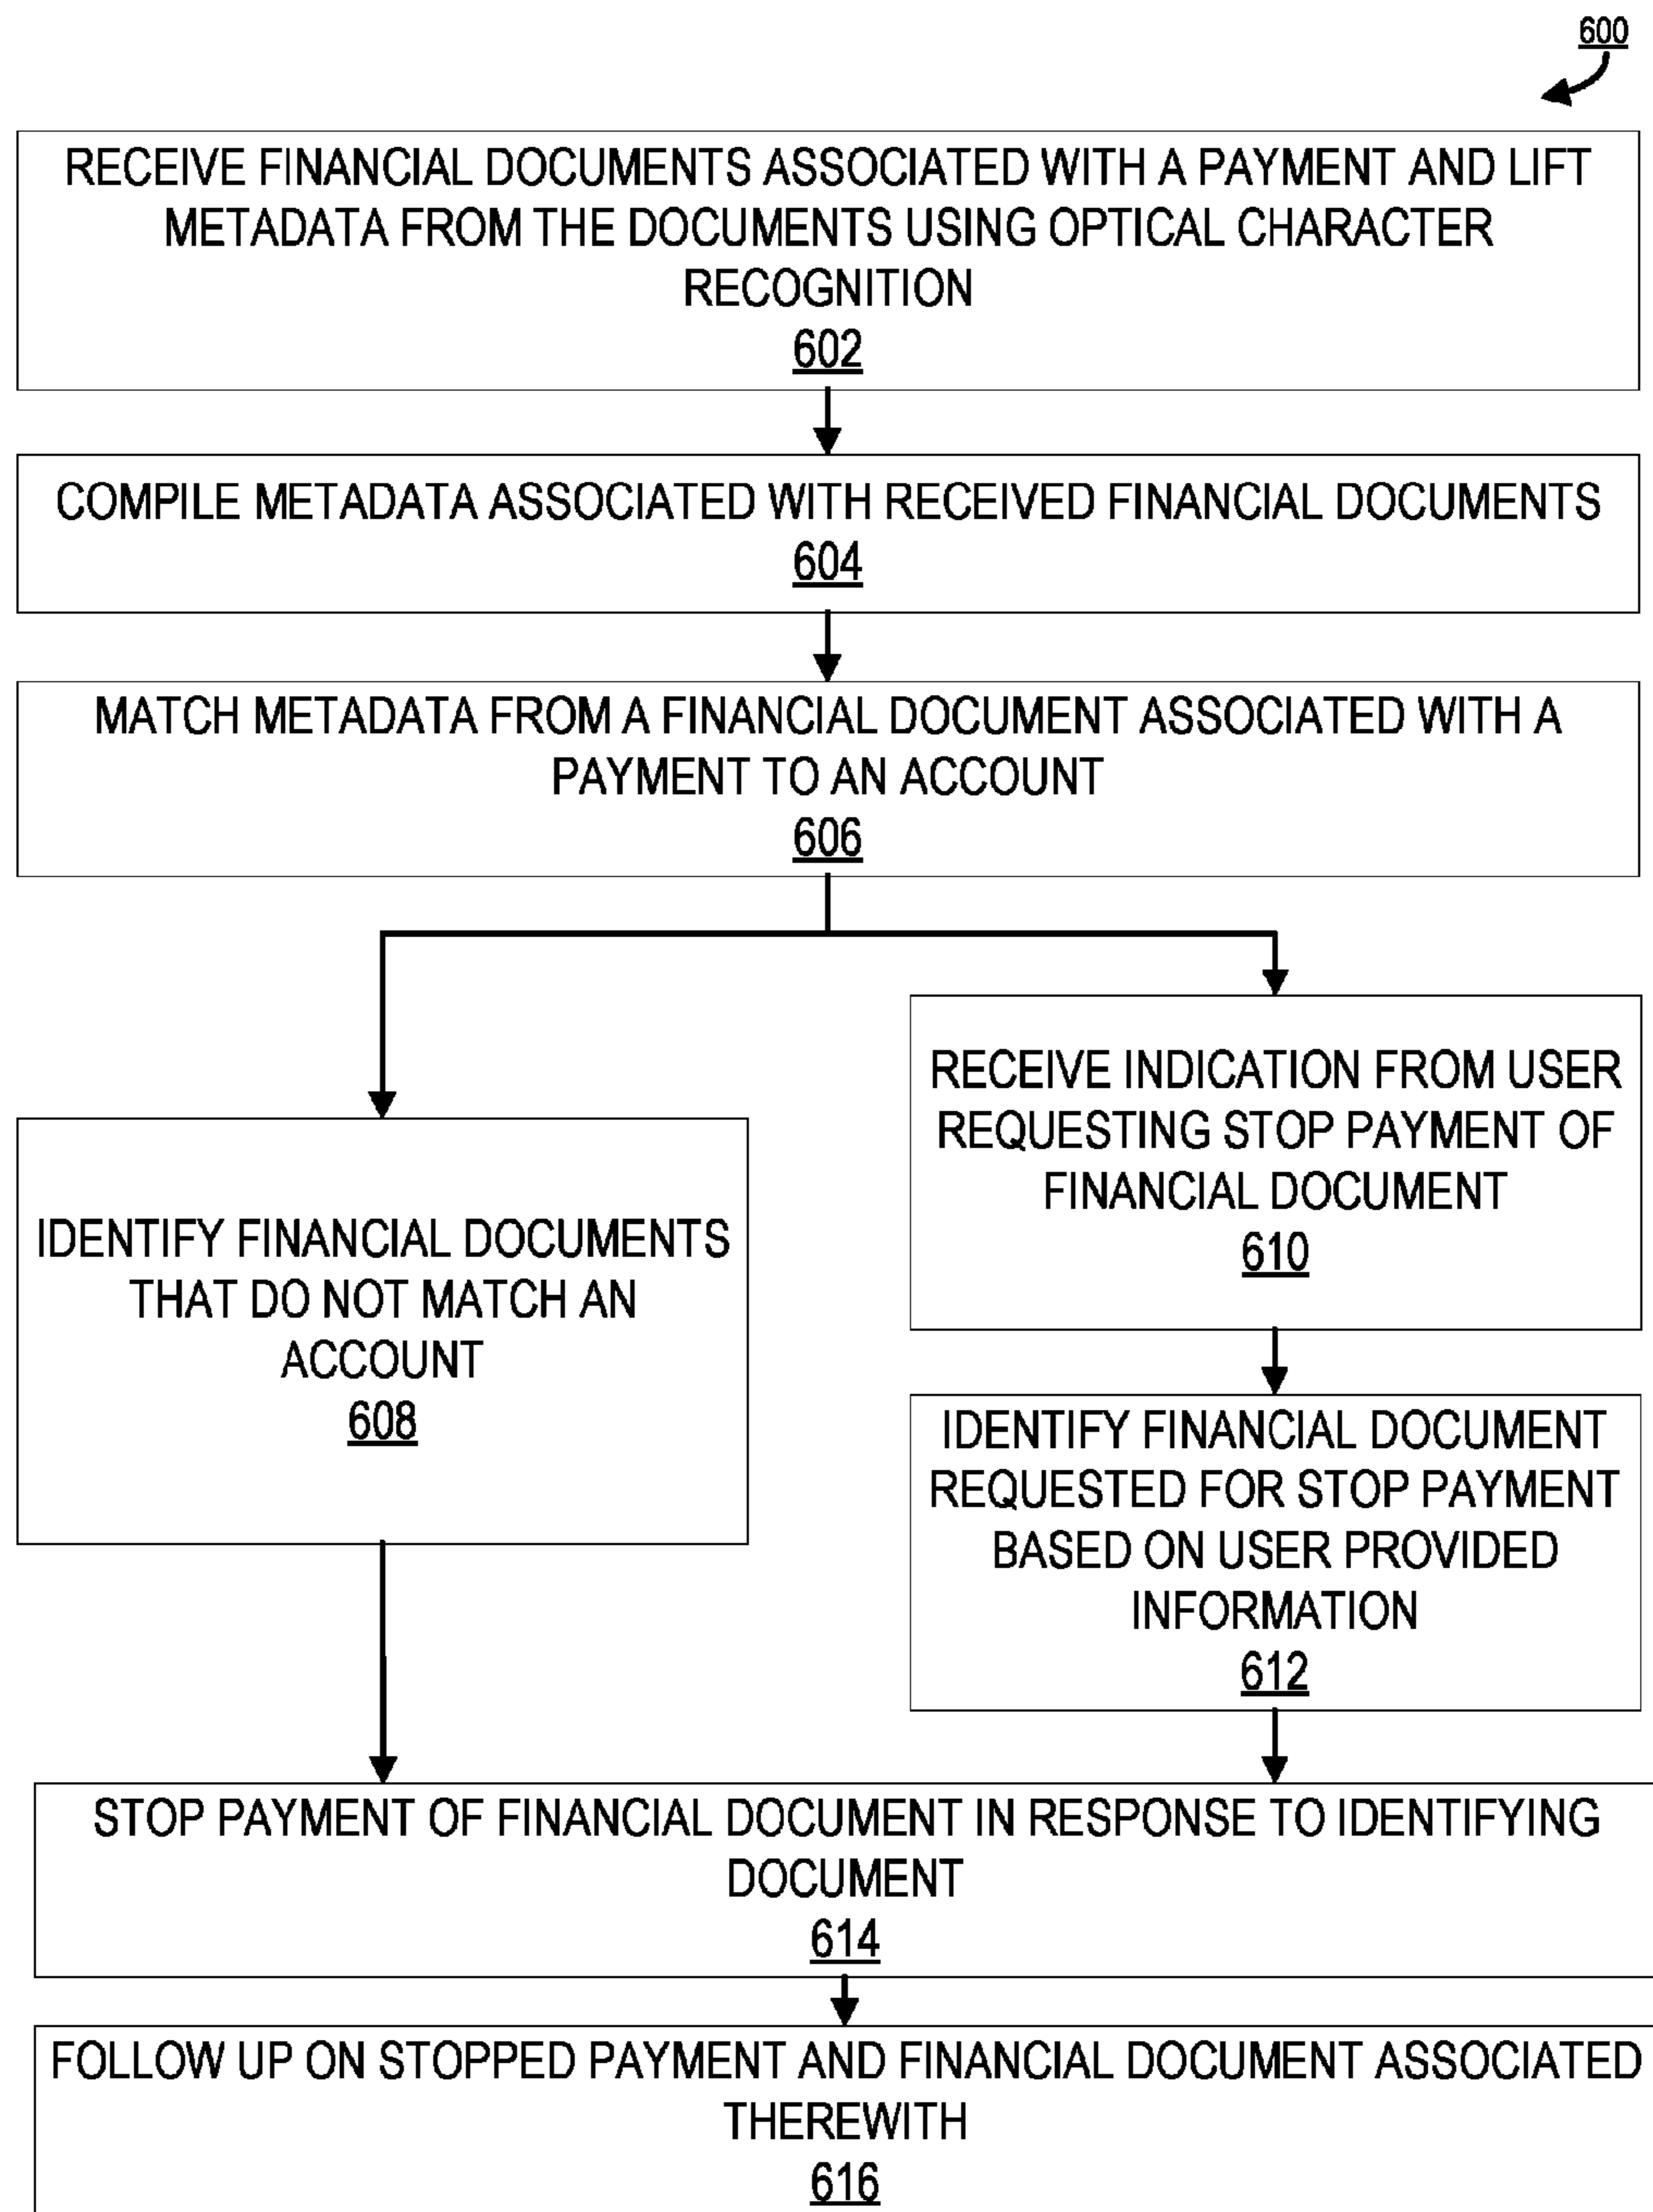 600
RECEIVE FINANCIAL DOCUMENTS ASSOCIATED WITH A PAYMENT AND LIFT
METADATA FROM THE DOCUMENTS USING OPTICAL CHARACTER
RECOGNITION
602
COMPILE METADATA ASSOCIATED WITH RECEIVED FINANCIAL DOCUMENTS
604
MATCH METADATA FROM A FINANCIAL DOCUMENT ASSOCIATED WITH A
PAYMENT TO AN ACCOUNT
606
IDENTIFY FINANCIAL DOCUMENTS
THAT DO NOT MATCH AN
ACCOUNT
608
RECEIVE INDICATION FROM USER
REQUESTING STOP PAYMENT OF
FINANCIAL DOCUMENT
610
IDENTIFY FINANCIAL DOCUMENT
REQUESTED FOR STOP PAYMENT
BASED ON USER PROVIDED
INFORMATION
612
STOP PAYMENT OF FINANCIAL DOCUMENT IN RESPONSE TO IDENTIFYING
DOCUMENT
614
FOLLOW UP ON STOPPED PAYMENT AND FINANCIAL DOCUMENT ASSOCIATED
THEREWITH
616